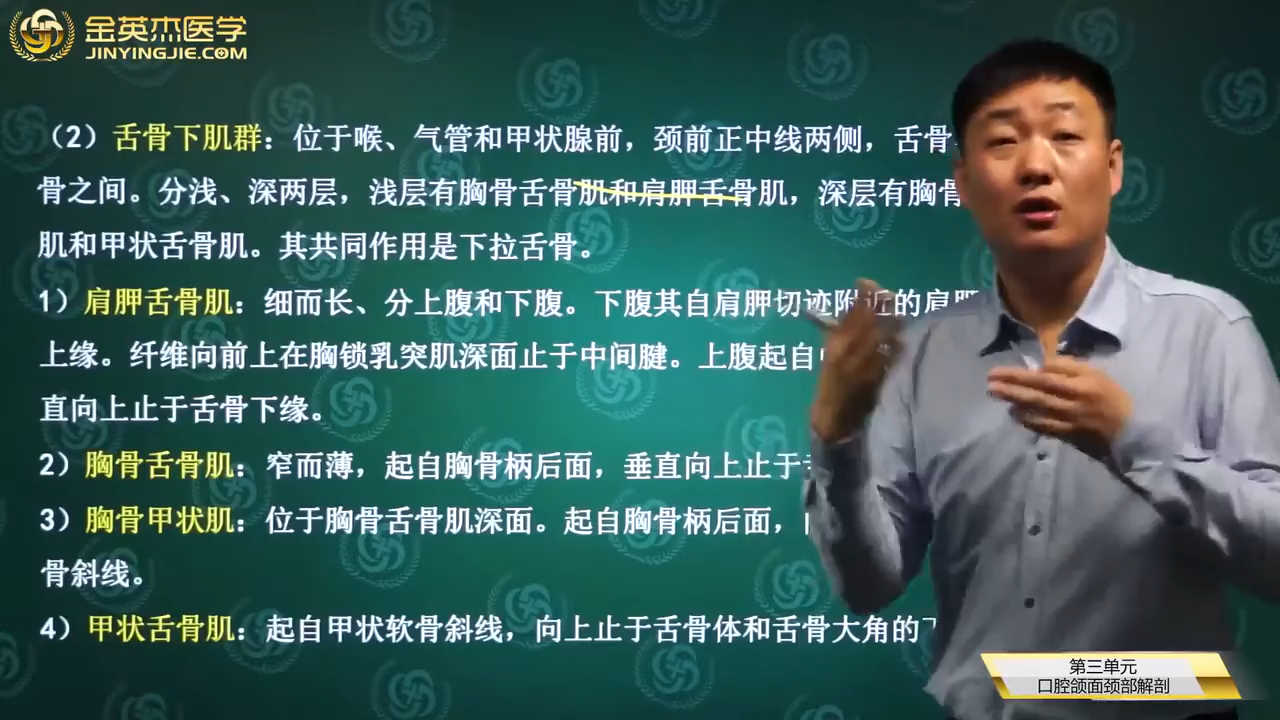 金英杰医学
JINYINGJIE.COM
（2）舌骨下肌群：位于喉、气管和甲状腺前，颈前正中线两侧，舌骨
骨之间。分浅、深两层，浅层有胸骨舌骨肌和肩胛舌骨肌，深层有胸骨
肌和甲状舌骨肌。其共同作用是下拉舌骨。
1）肩胛舌骨肌：细而长、分上腹和下腹。下腹其自肩胛切迹附近的肩胛
上缘。纤维向前上在胸锁乳突肌深面止于中间腱。上腹起自
直向上止于舌骨下缘。
2）胸骨舌骨肌：窄而薄，起自胸骨柄后面，垂直向上止于
3）胸骨甲状肌：位于胸骨舌骨肌深面。起自胸骨柄后面，
骨斜线。
4）甲状舌骨肌：起自甲状软骨斜线，向上止于舌骨体和舌骨大角的
第三单元
口腔颌面颈部解剖